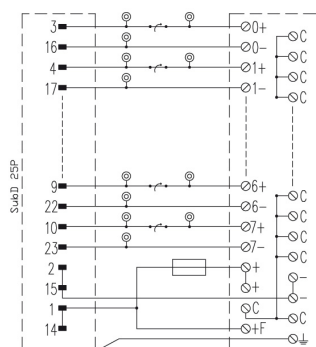 3 0+ C
16 0- C
4 1+ C
17 1- C
SubD 25P
9 6+ C
22 6- C
10 7+ C
23 7- C
2 + -
15 + -
1 C C
14 +F